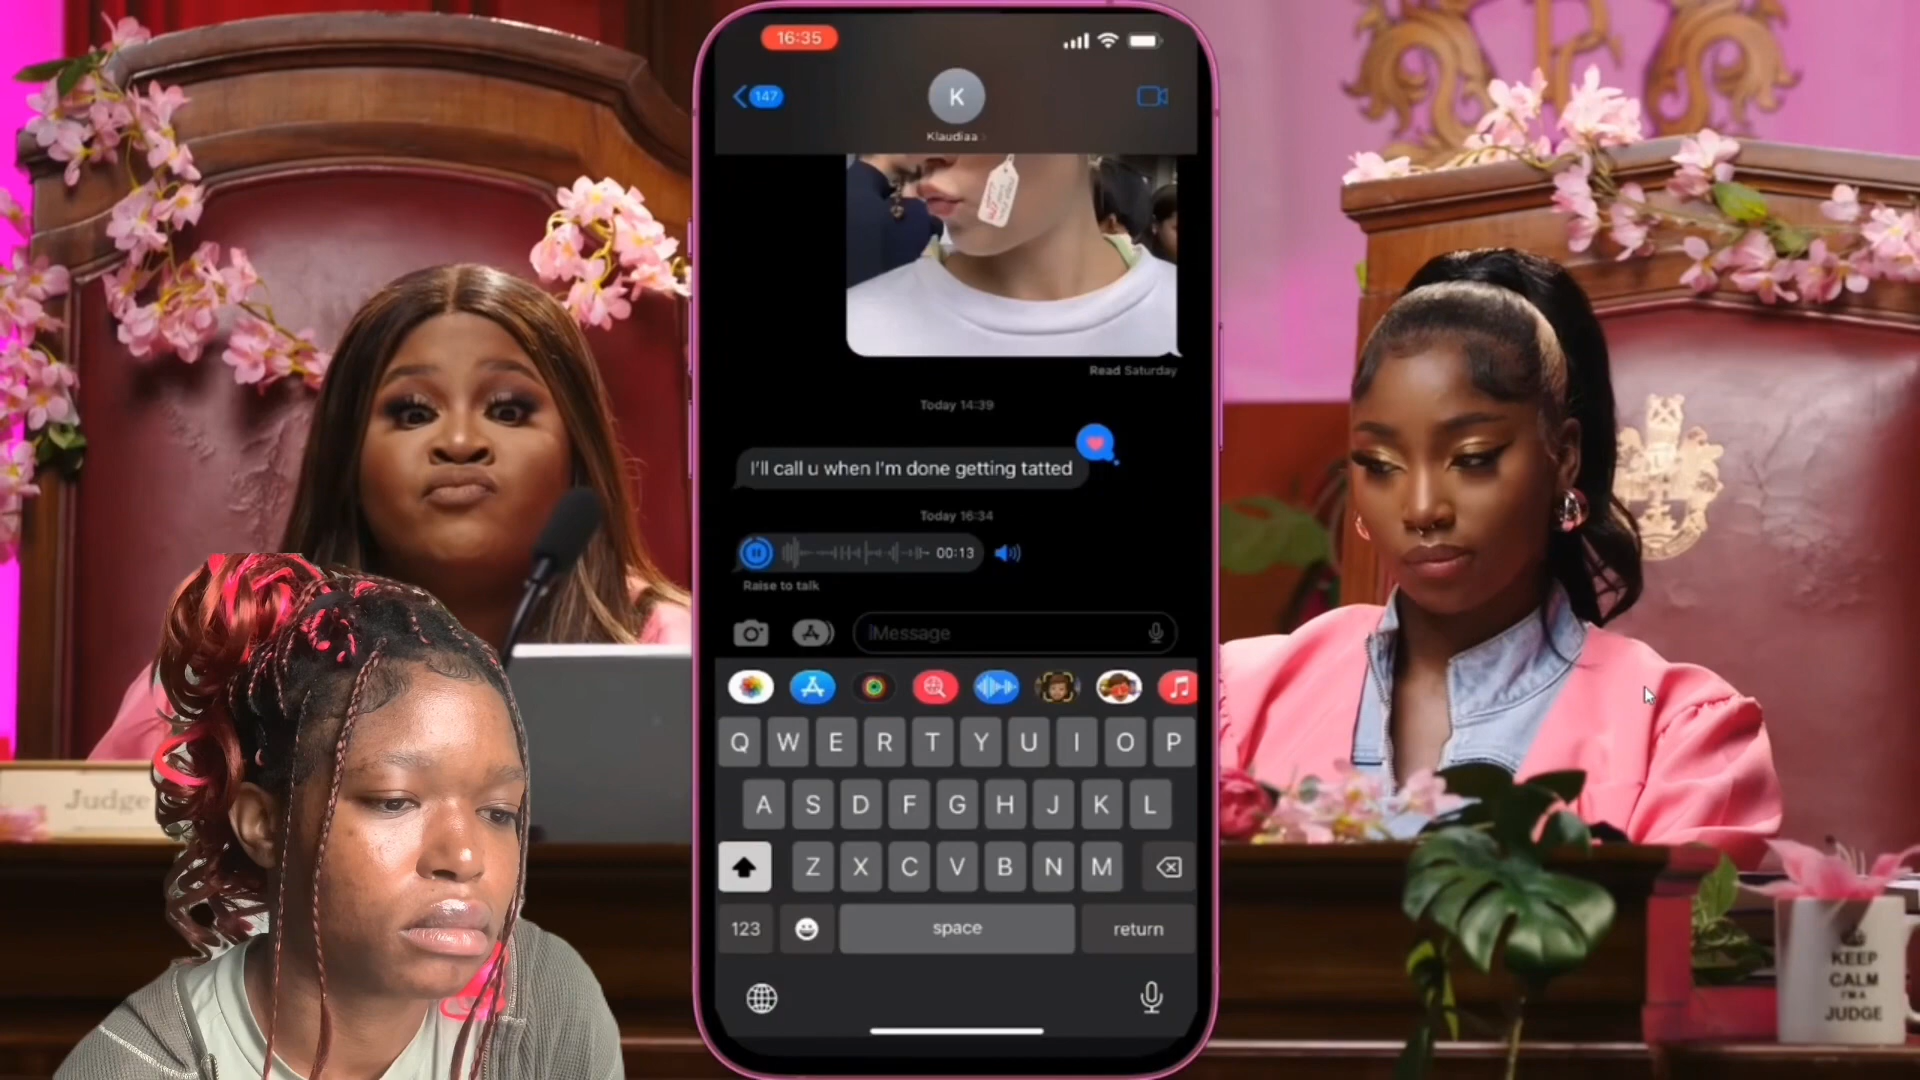 16:35
147
K
Klaudiaa
Read Saturday
Today 14:39
I'll call u when I'm done getting tatted
Today 16:34
00:13
Raise to talk
iMessage
Q W E R T Y U I O P
A S D F G H J K L
Z X C V B N M
123
space
return
Judge
KEEP
CALM
I'M A
JUDGE